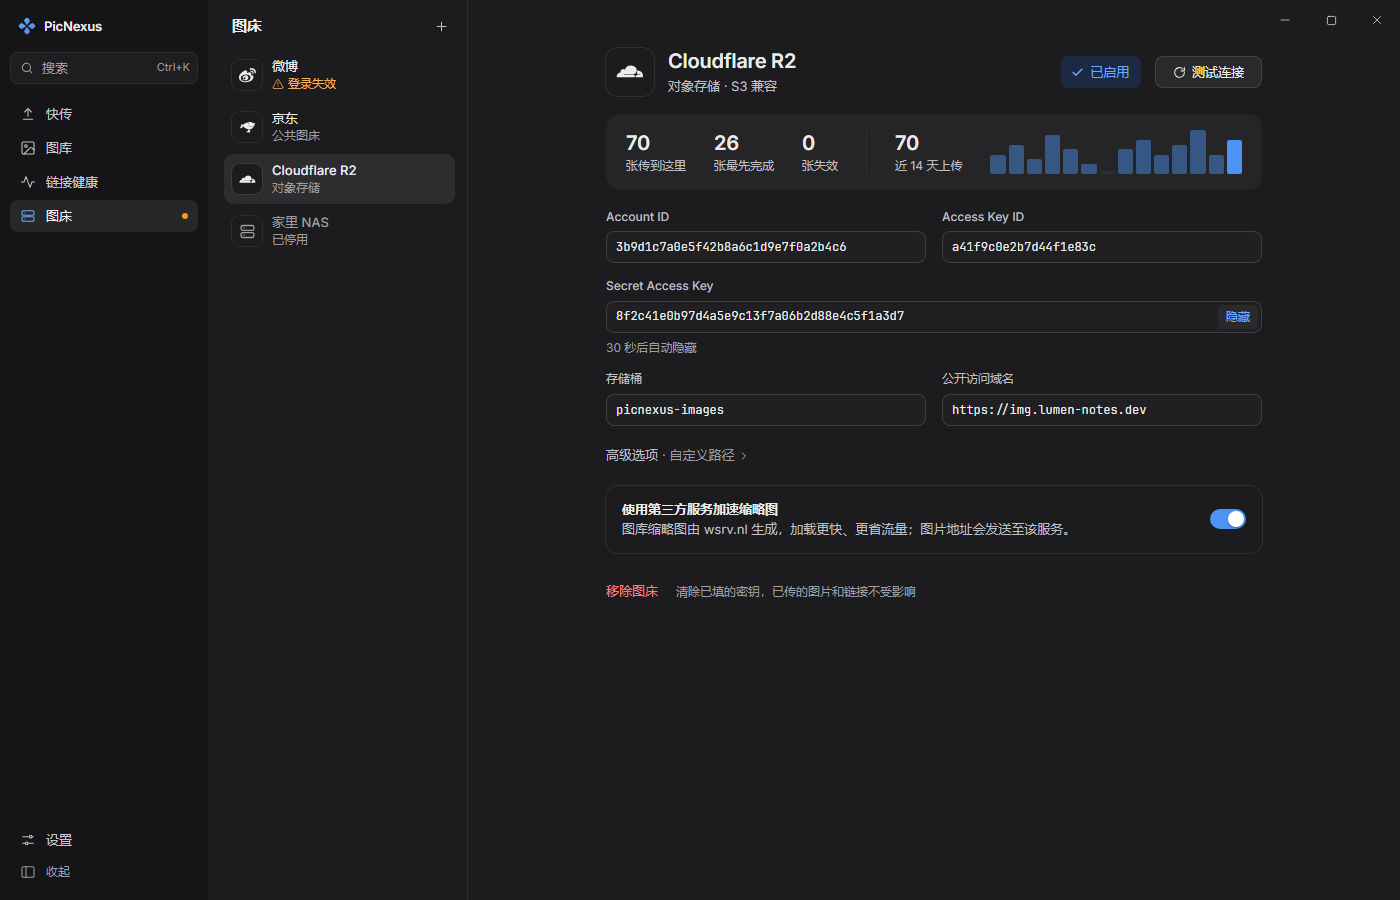 PicNexus
搜索 Ctrl+K
快传
图库
链接健康
图床
设置
收起
图床
微博
登录失效
京东
公共图床
Cloudflare R2
对象存储
家里 NAS
已停用
Cloudflare R2
对象存储 · S3 兼容
已启用
测试连接
70 26 0 70
张传到这里 张最先完成 张失效 近 14 天上传
Account ID Access Key ID
3b9d1c7a0e5f42b8a6c1d9e7f0a2b4c6 a41f9c0e2b7d44f1e83c
Secret Access Key
8f2c41e0b97d4a5e9c13f7a06b2d88e4c5f1a3d7 隐藏
30 秒后自动隐藏
存储桶 公开访问域名
picnexus-images https://img.lumen-notes.dev
高级选项 · 自定义路径
使用第三方服务加速缩略图
图库缩略图由 wsrv.nl 生成，加载更快、更省流量；图片地址会发送至该服务。
移除图床 清除已填的密钥，已传的图片和链接不受影响